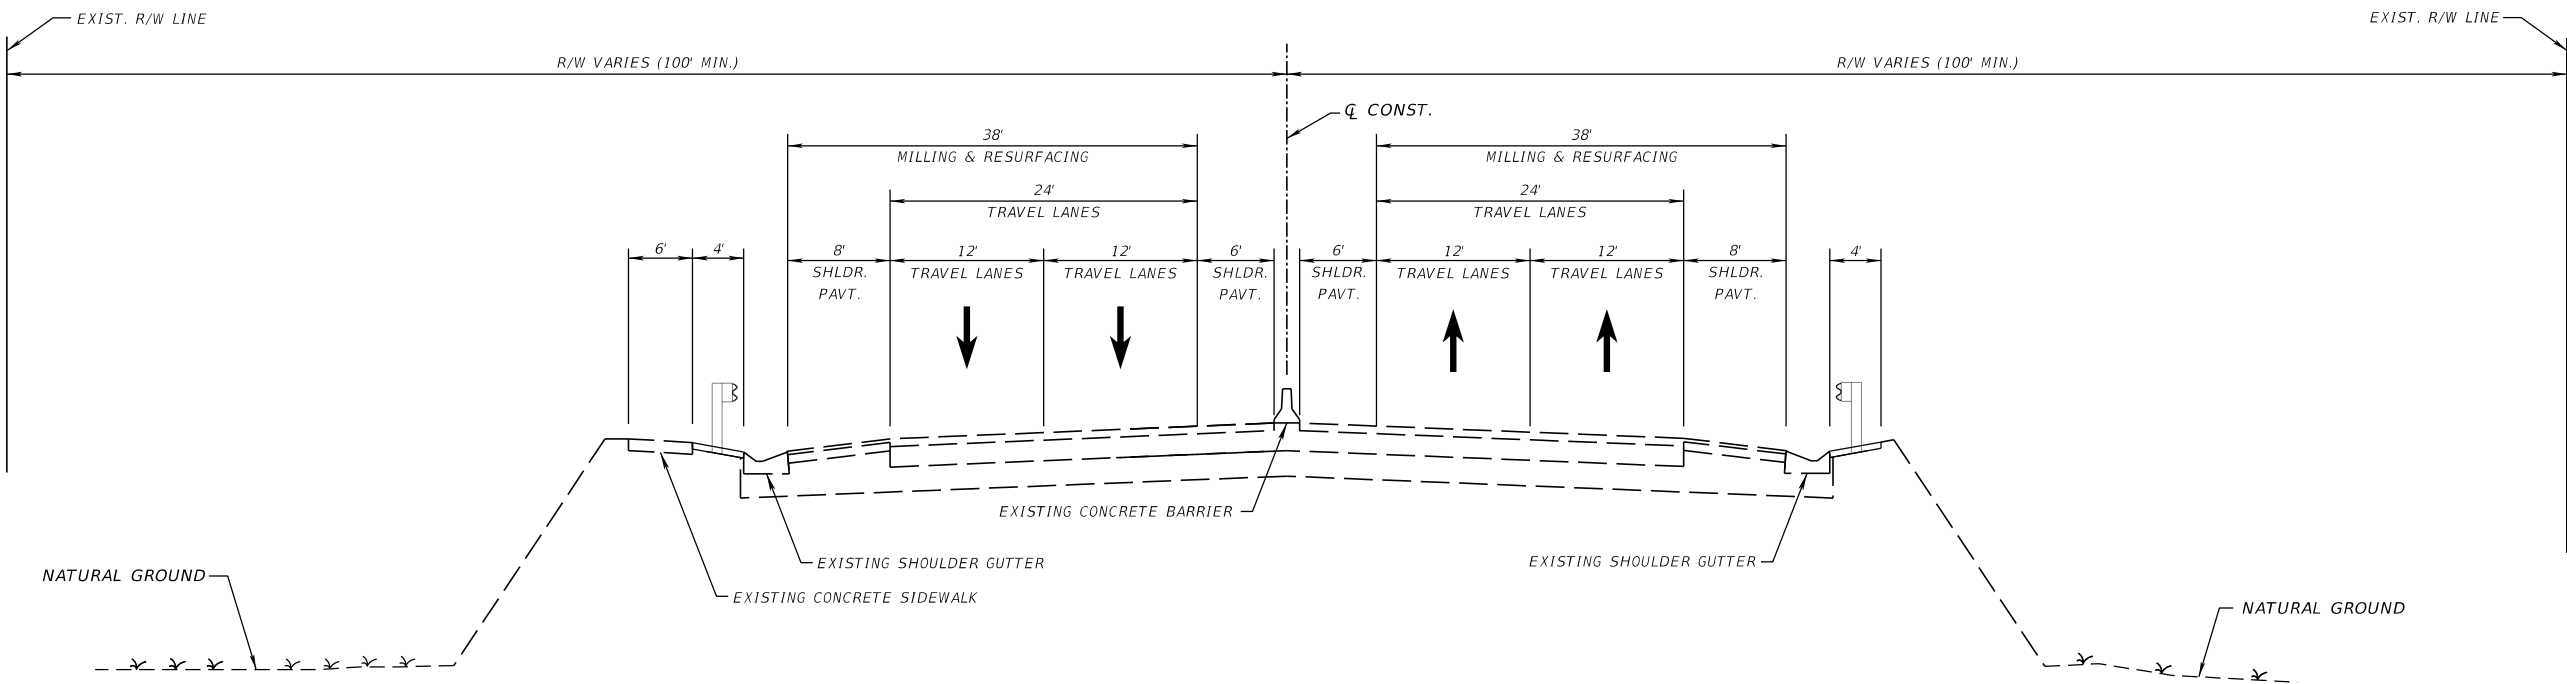 EXIST. R/W LINE
EXIST. R/W LINE
R/W VARIES (100' MIN.)
R/W VARIES (100' MIN.)
℄ CONST.
38'
38'
MILLING & RESURFACING
MILLING & RESURFACING
24'
24'
TRAVEL LANES
TRAVEL LANES
6'
4'
8'
12'
12'
6'
6'
12'
12'
8'
4'
SHLDR.
PAVT.
TRAVEL LANES
TRAVEL LANES
SHLDR.
PAVT.
SHLDR.
PAVT.
TRAVEL LANES
TRAVEL LANES
SHLDR.
PAVT.
EXISTING CONCRETE BARRIER
EXISTING SHOULDER GUTTER
EXISTING SHOULDER GUTTER
NATURAL GROUND
EXISTING CONCRETE SIDEWALK
NATURAL GROUND